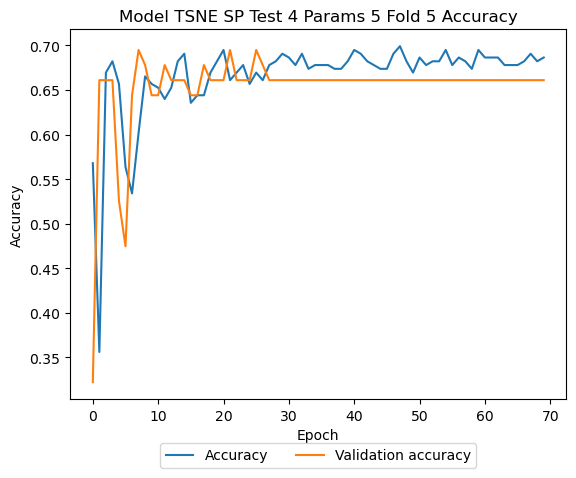 Model TSNE SP Test 4 Params 5 Fold 5 Accuracy
0.70
0.65
0.60
0.55
0.50
0.45
0.40
0.35
Accuracy
0 10 20 30 40 50 60 70
Epoch
Accuracy Validation accuracy